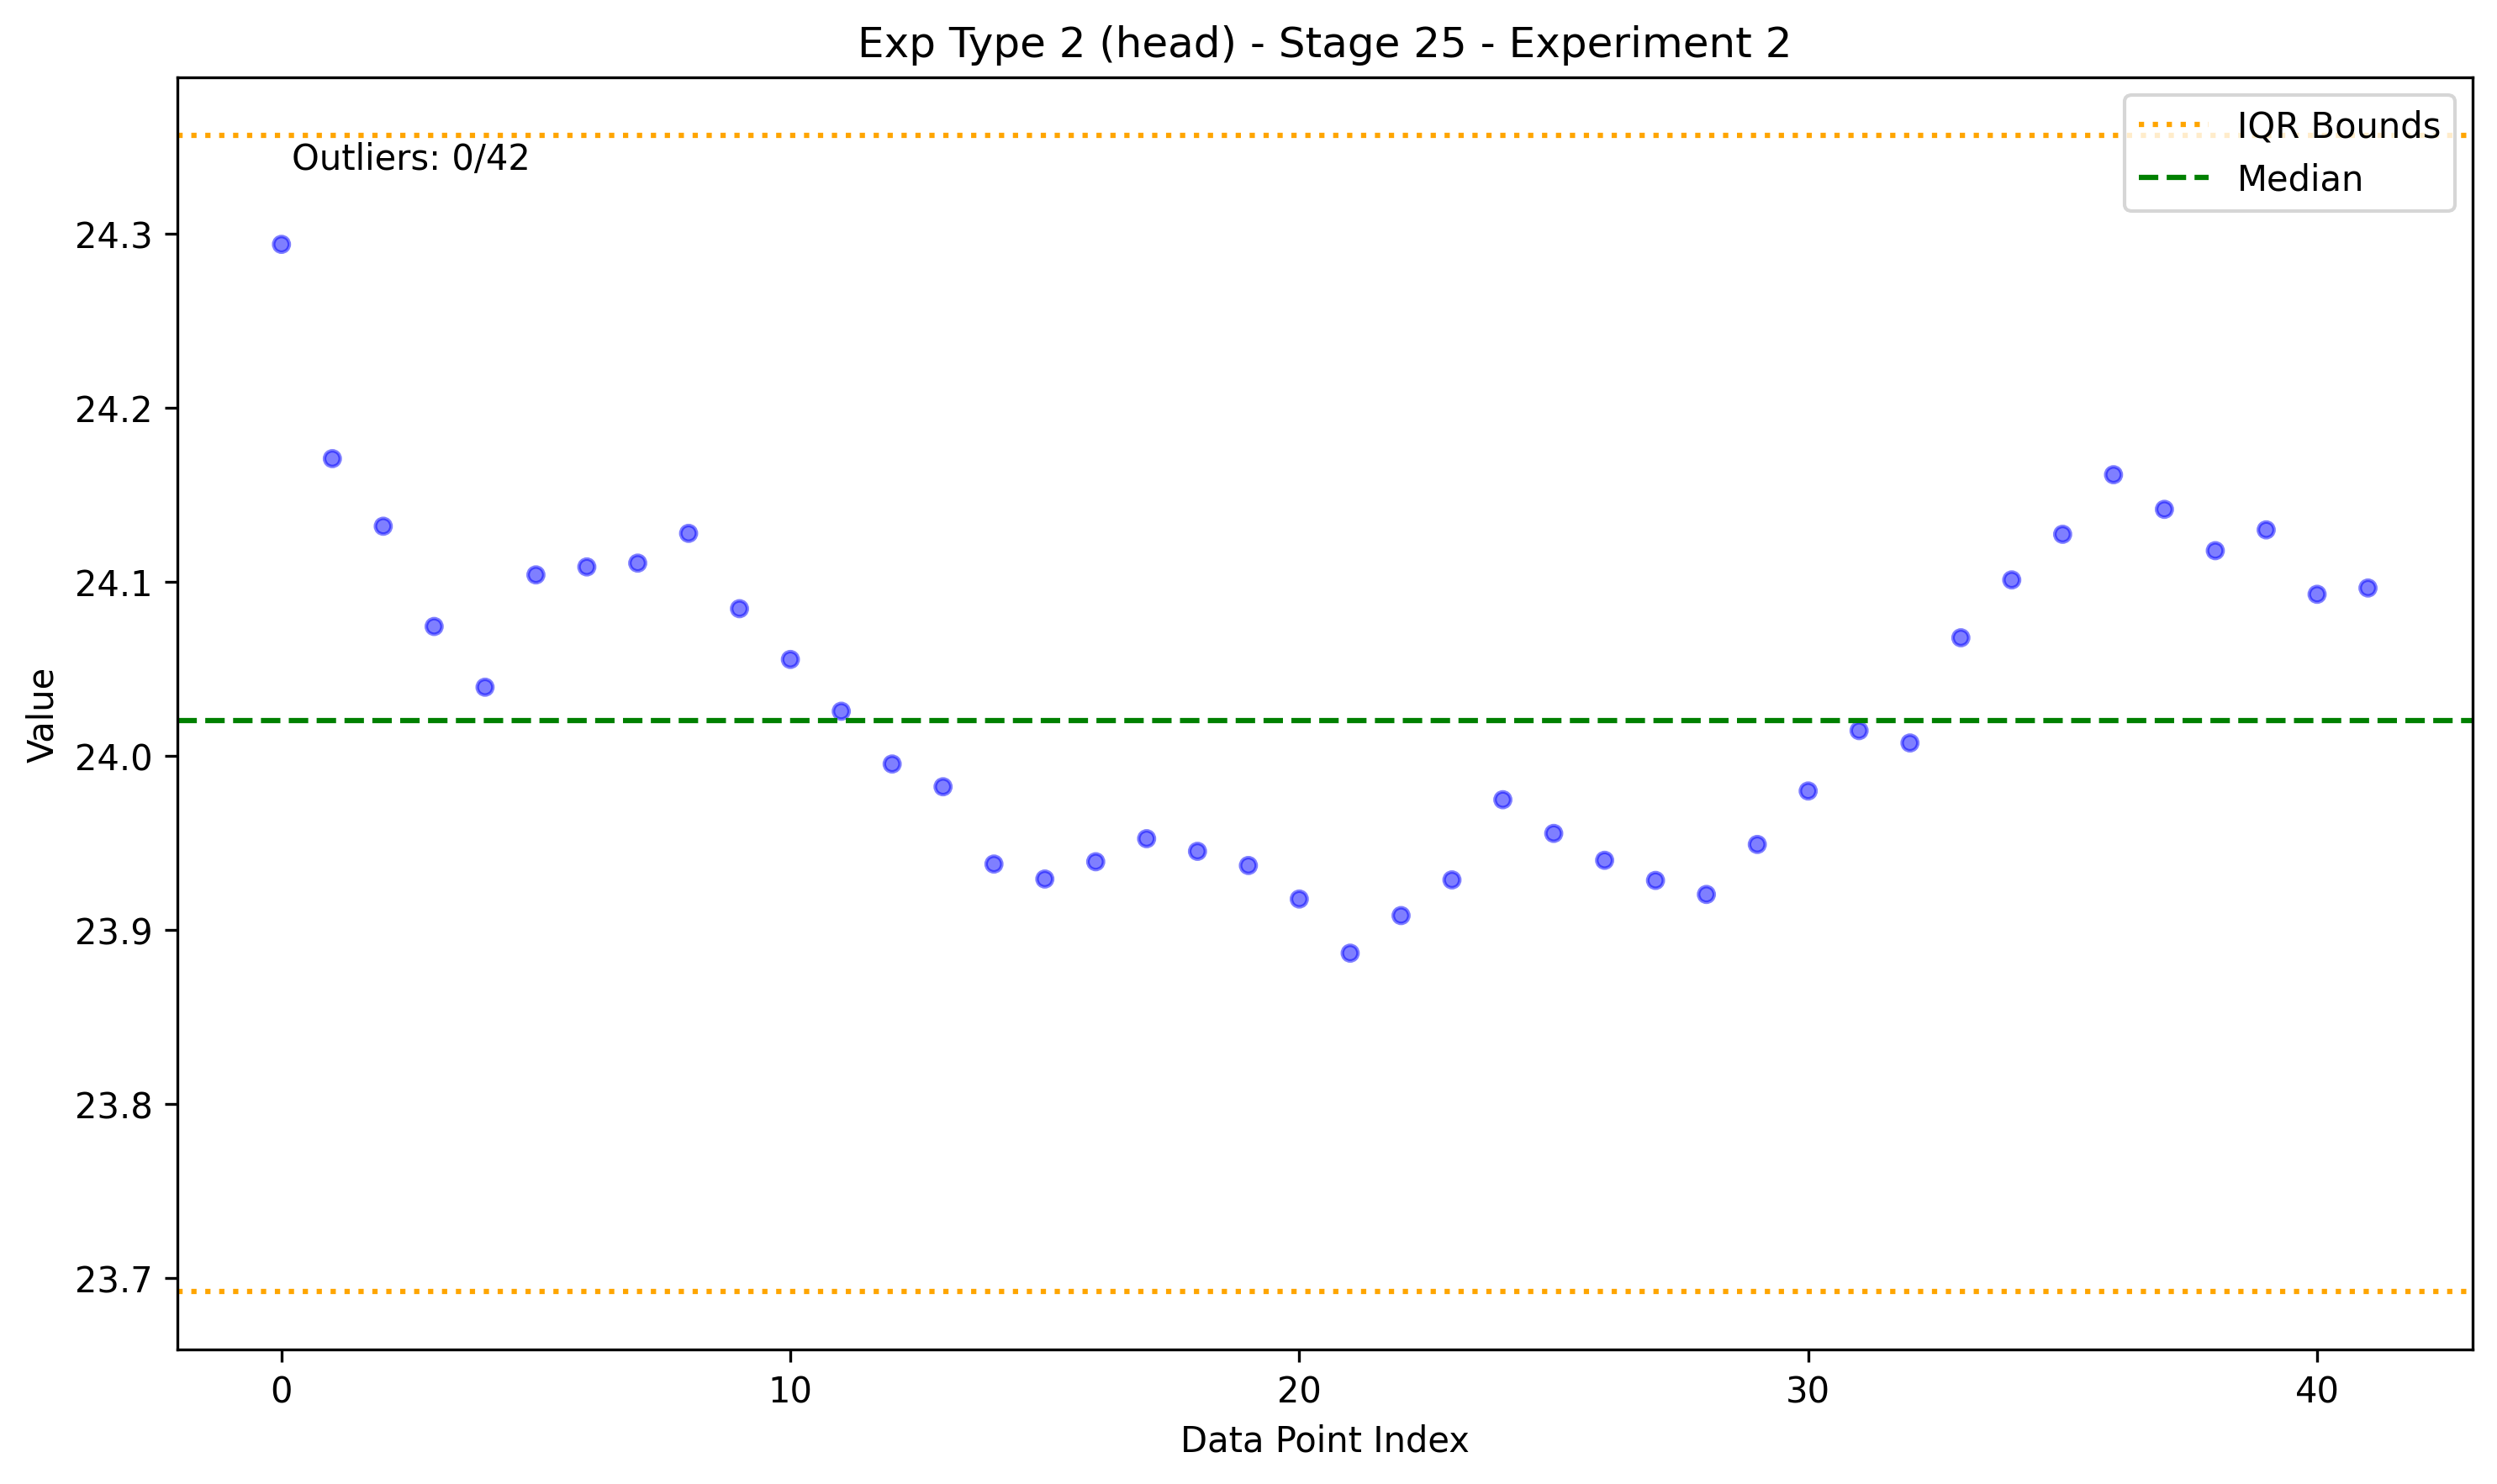 Exp Type 2 (head) - Stage 25 - Experiment 2
IQR Bounds
Median
Outliers: 0/42
24.3
24.2
24.1
24.0
23.9
23.8
23.7
Value
0 10 20 30 40
Data Point Index